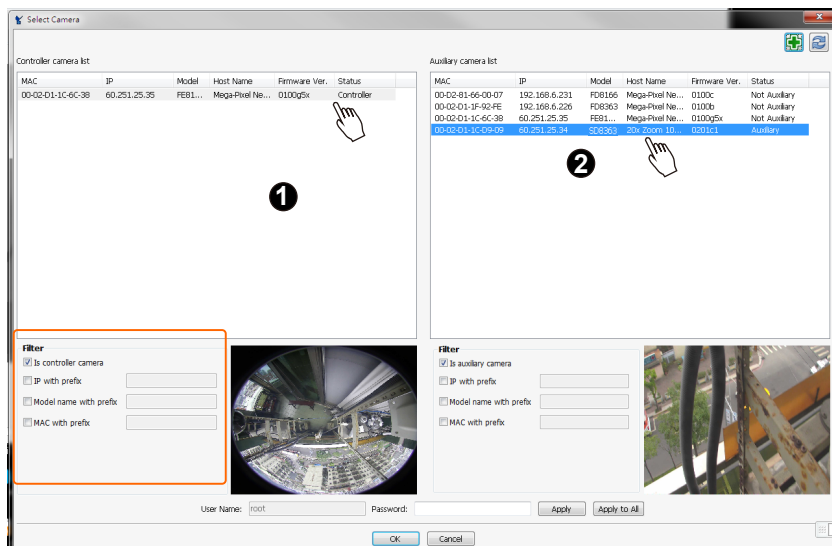 Select Camera
Controller camera list
MAC IP Model Host Name Firmware Ver. Status
00-02-D1-1C-6C-38 60.251.25.35 FE81... Mega-Pixel Ne... 0100g5x Controller
1
Filter
Is controller camera
IP with prefix
Model name with prefix
MAC with prefix
Auxiliary camera list
MAC IP Model Host Name Firmware Ver. Status
00-D2-81-66-00-07 192.168.6.231 FD8166 Mega-Pixel Ne... 0100c Not Auxiliary
00-02-D1-1F-92-FE 192.168.6.226 FD8363 Mega-Pixel Ne... 0100b Not Auxiliary
00-02-D1-1C-6C-38 60.251.25.35 FE81... Mega-Pixel Ne... 0100g5x Not Auxiliary
00-02-D1-1C-D9-09 60.251.25.34 SD8363 20x Zoom 10... 0201c1 Auxiliary
2
Filter
Is auxiliary camera
IP with prefix
Model name with prefix
MAC with prefix
User Name: root Password: Apply Apply to All
OK Cancel